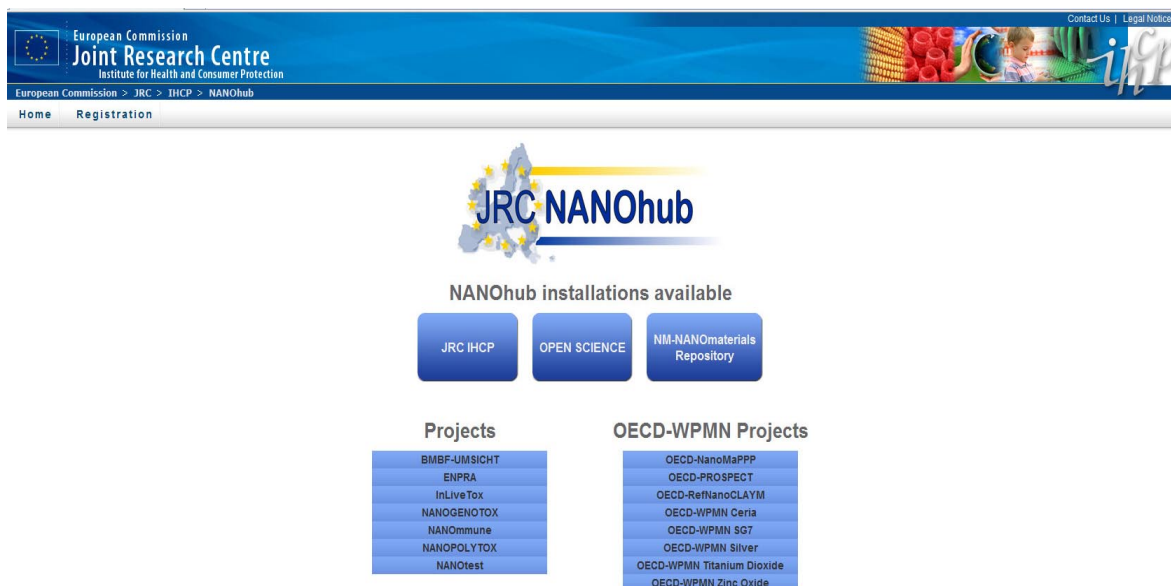 Contact Us | Legal Notice
European Commission
Joint Research Centre
Institute for Health and Consumer Protection
ihcp
European Commission > JRC > IHCP > NANOhub
Home Registration
JRC NANOhub
NANOhub installations available
JRC IHCP
OPEN SCIENCE
NM-NANOmaterials
Repository
Projects
BMBF-UMSICHT
ENPRA
InLiveTox
NANOGENOTOX
NANOmmune
NANOPOLYTOX
NANOtest
OECD-WPMN Projects
OECD-NanoMaPPP
OECD-PROSPECT
OECD-RefNanoCLAYM
OECD-WPMN Ceria
OECD-WPMN SG7
OECD-WPMN Silver
OECD-WPMN Titanium Dioxide
OECD-WPMN Zinc Oxide